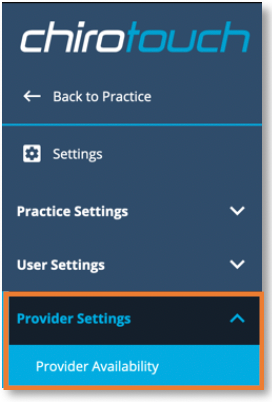 chirotouch
Back to Practice
Settings
Practice Settings
User Settings
Provider Settings
Provider Availability